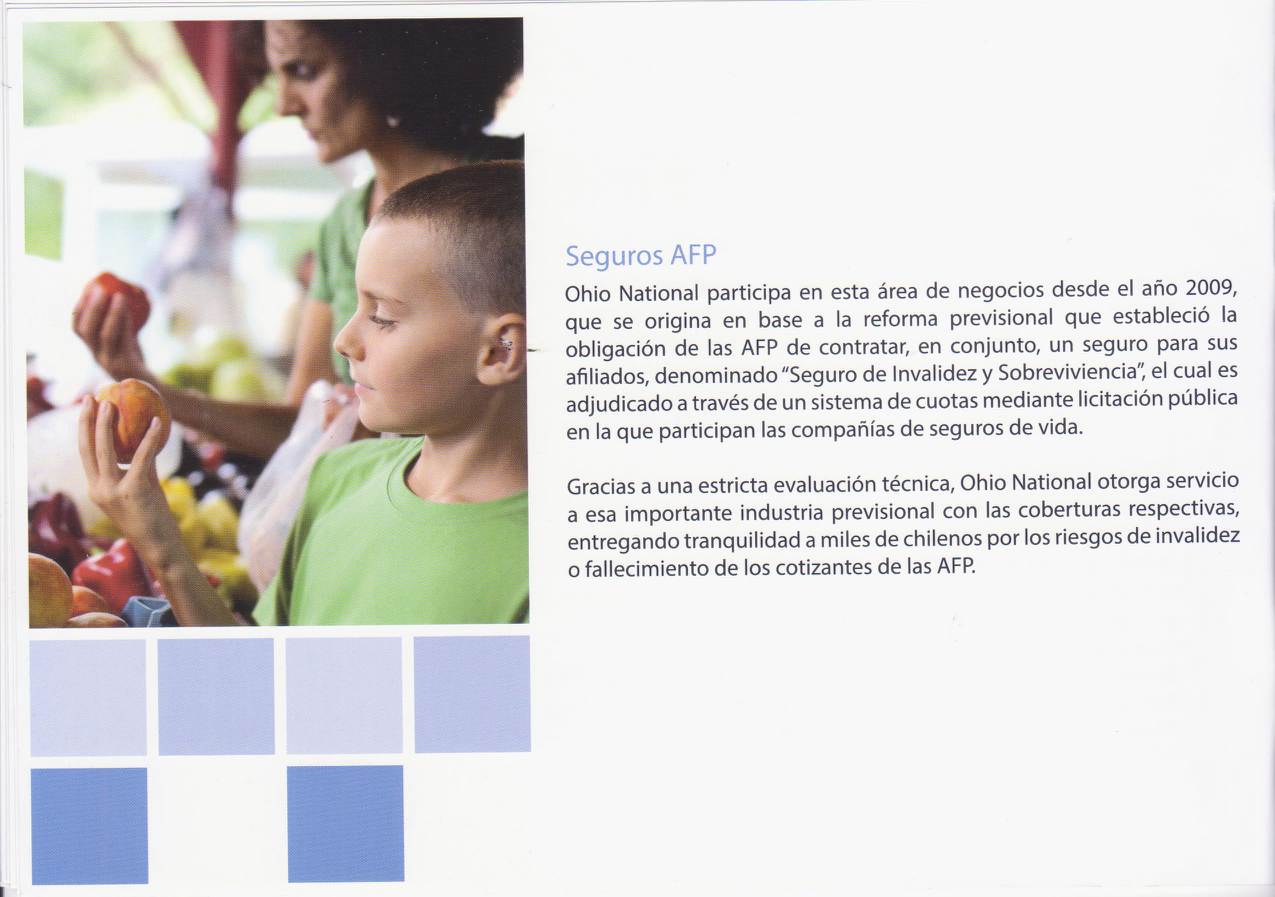 Seguros AFP
Ohio National participa en esta área de negocios desde el año 2009,
que se origina en base a la reforma previsional que estableció la
obligación de las AFP de contratar, en conjunto, un seguro para sus
afiliados, denominado “Seguro de Invalidez y Sobreviviencia”, el cual es
adjudicado a través de un sistema de cuotas mediante licitación pública
en la que participan las compañías de seguros de vida.
Gracias a una estricta evaluación técnica, Ohio National otorga servicio
a esa importante industria previsional con las coberturas respectivas,
entregando tranquilidad a miles de chilenos por los riesgos de invalidez
o fallecimiento de los cotizantes de las AFP.